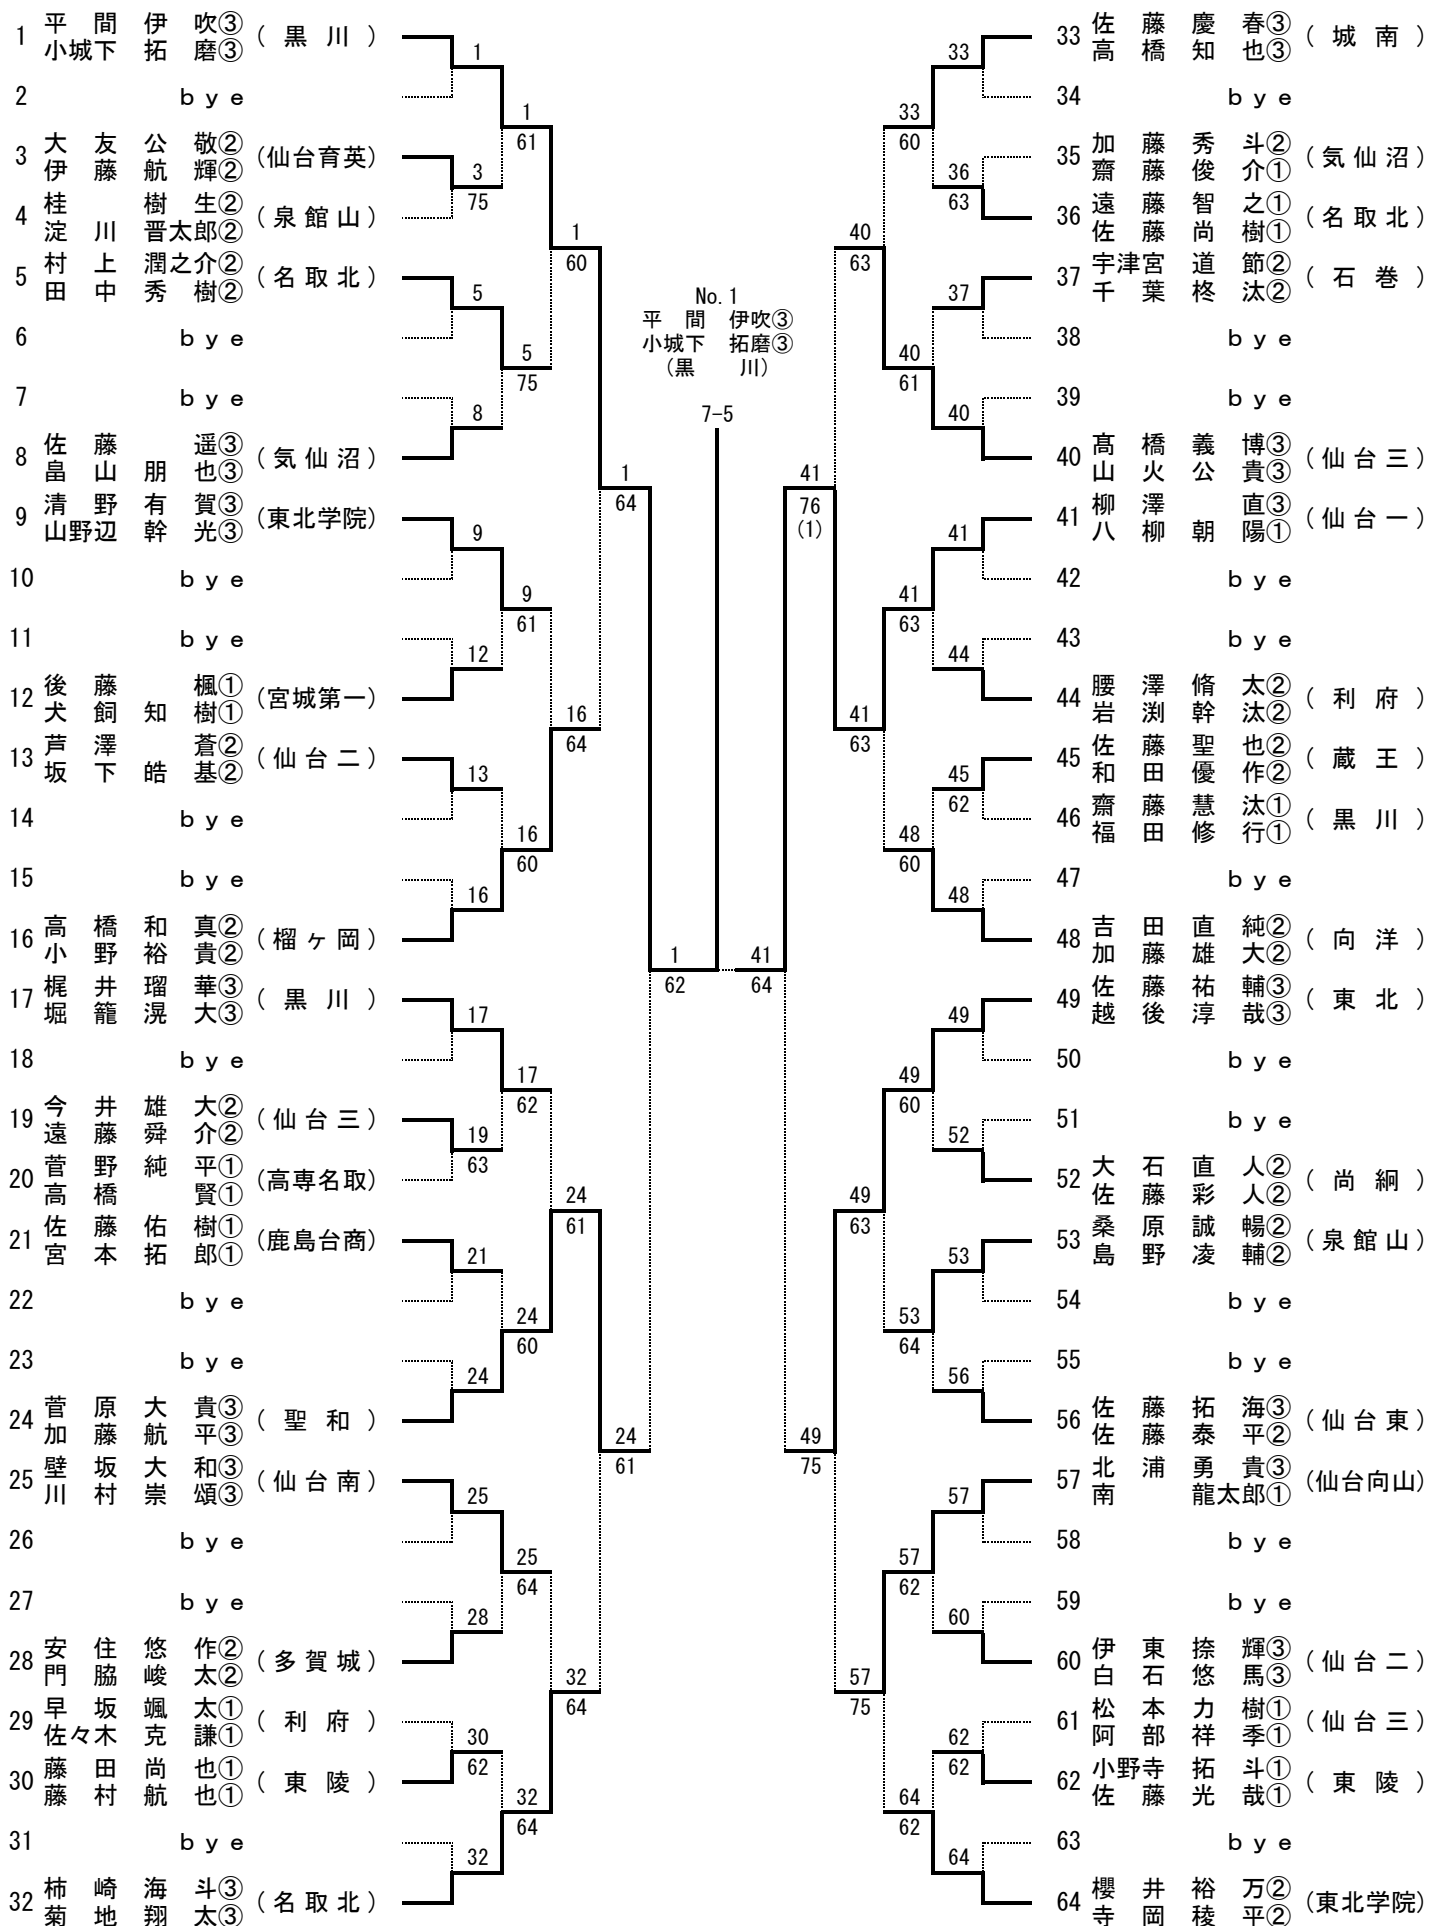 1 平間伊吹③ (黒川)
小城下拓磨③
2 bye
3 大友公敬② (仙台育英)
伊藤航輝②
4 桂樹生② (泉館山)
淀川晋太郎②
5 村上潤之介② (名取北)
田中秀樹②
6 bye
7 bye
8 佐藤遥③ (気仙沼)
畠山朋也③
9 清野有賀③ (東北学院)
山野辺幹光③
10 bye
11 bye
12 後藤楓① (宮城第一)
犬飼知樹①
13 芦澤蒼② (仙台二)
坂下皓基②
14 bye
15 bye
16 高橋和真② (榴ヶ岡)
小野裕貴②
17 梶井瑠華③ (黒川)
堀籠滉大③
18 bye
19 今井雄大② (仙台三)
遠藤舜介②
20 菅野純平① (高専名取)
高橋賢①
21 佐藤佑樹① (鹿島台商)
宮本拓郎①
22 bye
23 bye
24 菅原大貴③ (聖和)
加藤航平③
25 壁坂大和③ (仙台南)
川村崇頌③
26 bye
27 bye
28 安住悠作② (多賀城)
門脇峻太②
29 早坂颯太① (利府)
佐々木克謙①
30 藤田尚也① (東陵)
藤村航也①
31 bye
32 柿崎海斗③ (名取北)
菊地翔太③
1
3
75
5
8
9
12
13
16
17
19
63
21
24
25
28
30
62
32
1
61
5
75
9
61
16
60
17
62
24
60
25
64
32
64
1
60
16
64
24
61
32
64
1
64
24
61
1
62
No.1
平間 伊吹③
小城下 拓磨③
(黒川)
7-5
41
64
41
76
(1)
49
75
40
63
41
63
49
63
57
75
33
60
40
61
41
63
48
60
49
60
53
64
57
62
64
62
33
36
63
37
40
41
44
45
62
48
49
52
53
56
57
60
62
62
64
33 佐藤慶春③ (城南)
高橋知也③
34 bye
35 加藤秀斗② (気仙沼)
齋藤俊介①
36 遠藤智之① (名取北)
佐藤尚樹①
37 宇津宮道節② (石巻)
千葉柊汰②
38 bye
39 bye
40 髙橋義博③ (仙台三)
山火公貴③
41 柳澤直③ (仙台一)
八柳朝陽①
42 bye
43 bye
44 腰澤脩太② (利府)
岩渕幹汰②
45 佐藤聖也② (蔵王)
和田優作②
46 齋藤慧汰① (黒川)
福田修行①
47 bye
48 吉田直純② (向洋)
加藤雄大②
49 佐藤祐輔③ (東北)
越後淳哉③
50 bye
51 bye
52 大石直人② (尚絅)
佐藤彩人②
53 桑原誠暢② (泉館山)
島野凌輔②
54 bye
55 bye
56 佐藤拓海③ (仙台東)
佐藤泰平②
57 北浦勇貴③ (仙台向山)
南龍太郎①
58 bye
59 bye
60 伊東捺輝③ (仙台二)
白石悠馬③
61 松本力樹① (仙台三)
阿部祥季①
62 小野寺拓斗① (東陵)
佐藤光哉①
63 bye
64 櫻井裕万② (東北学院)
寺岡稜平②